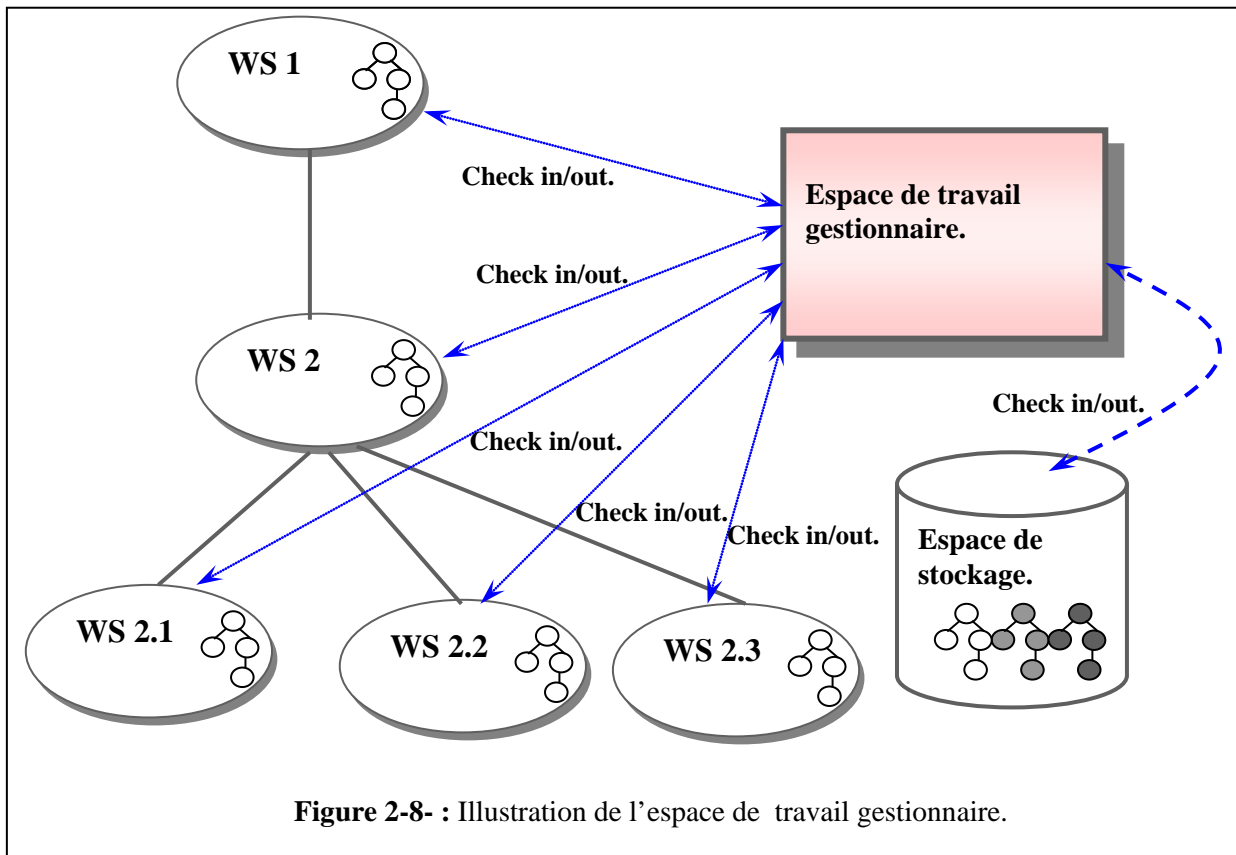 WS 1
Check in/out.
Espace de travail
gestionnaire.
Check in/out.
WS 2
Check in/out.
Check in/out.
Check in/out.
Check in/out.
Espace de
stockage.
WS 2.1
WS 2.2
WS 2.3
Figure 2-8- : Illustration de l’espace de travail gestionnaire.